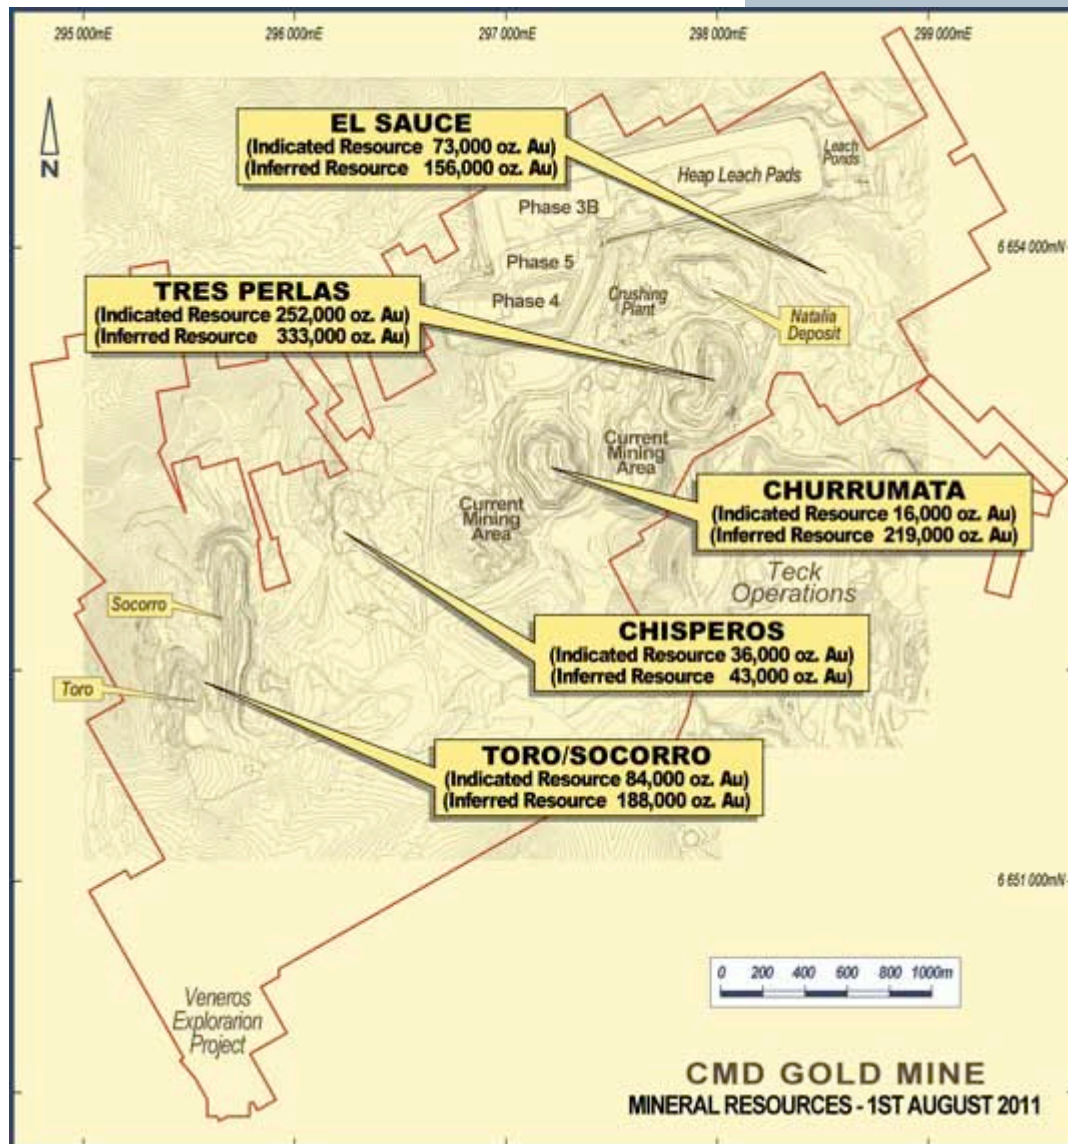 295 000mE
296 000mE
297 000mE
298 000mE
299 000mE
N
EL SAUCE
(Indicated Resource 73,000 oz. Au)
(Inferred Resource 156,000 oz. Au)
Leach
Ponds
Heap Leach Pads
Phase 3B
6 654 000mN
Phase 5
Phase 4
Crushing
Plant
Natalia
Deposit
TRES PERLAS
(Indicated Resource 252,000 oz. Au)
(Inferred Resource 333,000 oz. Au)
Current
Mining
Area
CHURRUMATA
(Indicated Resource 16,000 oz. Au)
(Inferred Resource 219,000 oz. Au)
Current
Mining
Area
Teck
Operations
Socorro
CHISPEROS
(Indicated Resource 36,000 oz. Au)
(Inferred Resource 43,000 oz. Au)
Toro
TORO/SOCORRO
(Indicated Resource 84,000 oz. Au)
(Inferred Resource 188,000 oz. Au)
6 651 000mN
0 200 400 600 800 1000m
Veneros
Explorarion
Project
CMD GOLD MINE
MINERAL RESOURCES - 1ST AUGUST 2011